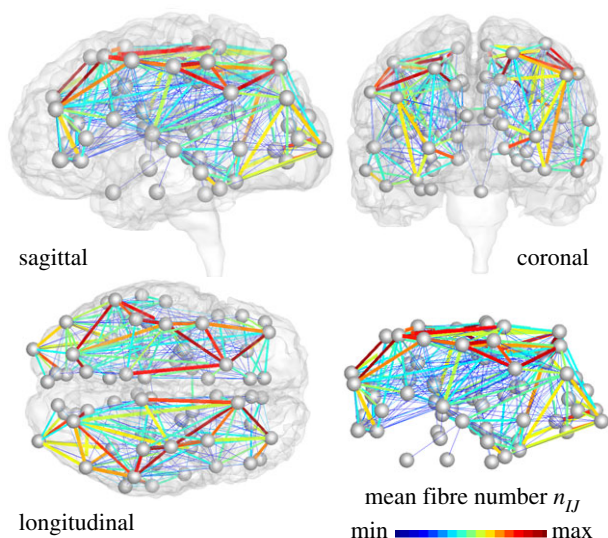 sagittal
coronal
longitudinal
mean fibre number n_IJ
min max